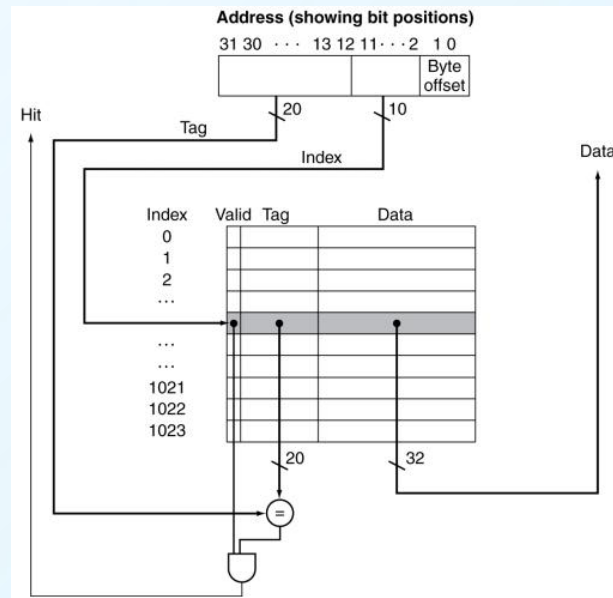 Address (showing bit positions)
31 30 · · · 13 12 11 · · · 2 1 0
Byte
offset
20
10
Hit
Tag
Index
Data
Index Valid Tag Data
0
1
2
...
...
...
1021
1022
1023
20
32
=